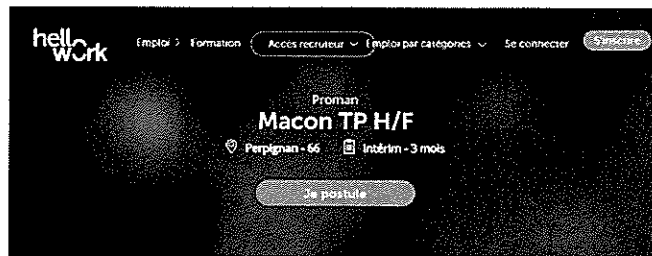 hellowork
Emploi Formation Accès recruteur Emploi par catégories Se connecter S'inscrire
Proman
Macon TP H/F
Perpignan - 66 Intérim - 3 mois
Je postule